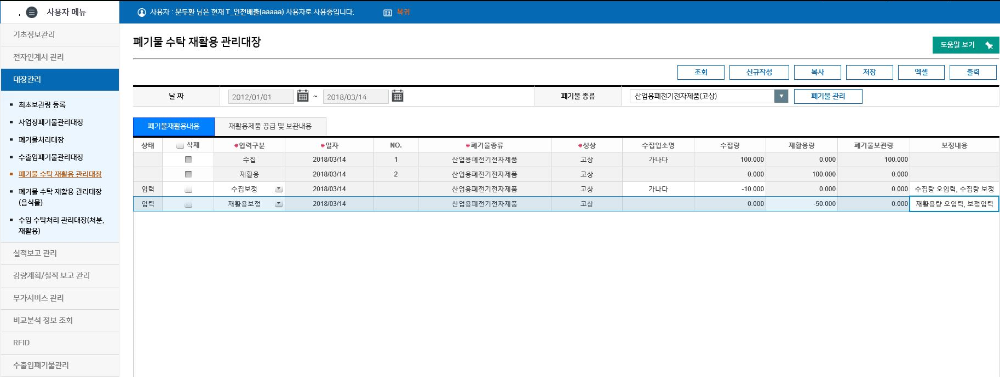 사용자 메뉴
사용자 : 문두환 님은 현재 T_인천배출(aaaaa) 사용자로 사용중입니다.
복귀
기초정보관리
전자인계서 관리
대장관리
최초보관량 등록
사업장폐기물관리대장
폐기물처리대장
수출입폐기물관리대장
폐기물 수탁 재활용 관리대장
폐기물 수탁 재활용 관리대장
(음식물)
수입 수탁처리 관리대장(처분,
재활용)
실적보고 관리
감량계획/실적 보고 관리
부가서비스 관리
비교분석 정보 조회
RFID
수출입폐기물관리
폐기물 수탁 재활용 관리대장
도움말 보기
조회 신규작성 복사 저장 엑셀 출력
날 짜 2012/01/01 ~ 2018/03/14 폐기물 종류 산업용폐전기전자제품(고상) 폐기물 관리
폐기물재활용내용 재활용제품 공급 및 보관내용
상태 삭제 *입력구분 *일자 NO. *폐기물종류 *성상 수집업소명 수집량 재활용량 폐기물보관량 보정내용
수집 2018/03/14 1 산업용폐전기전자제품 고상 가나다 100.000 0.000 100.000
재활용 2018/03/14 2 산업용폐전기전자제품 고상 0.000 100.000 0.000
입력 수집보정 2018/03/14 산업용폐전기전자제품 고상 가나다 -10.000 0.000 0.000 수집량 오입력, 수집량 보정
입력 재활용보정 2018/03/14 산업용폐전기전자제품 고상 0.000 -50.000 0.000 재활용량 오입력, 보정입력